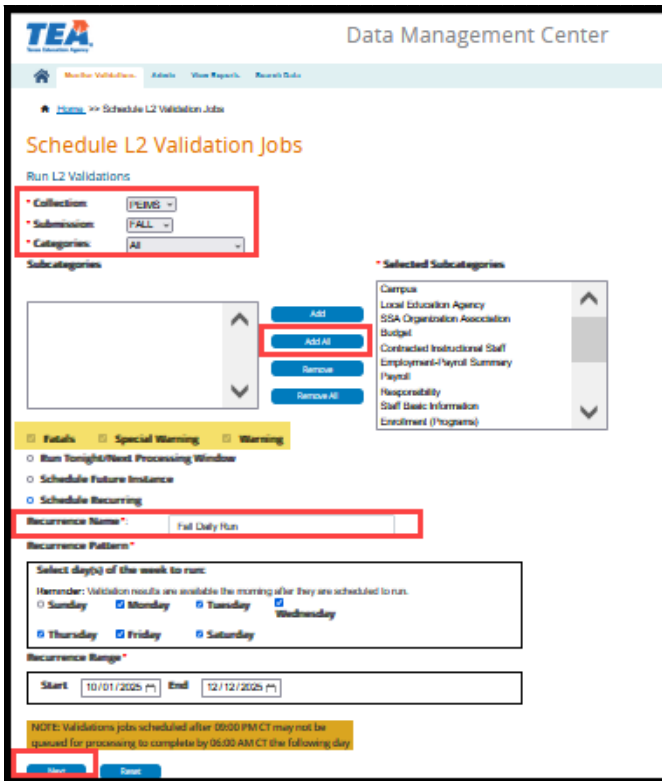 TEA
Texas Education Agency
Data Management Center
Monitor Validations Admin View Reports Search Data
Home >> Schedule L2 Validation Jobs
Schedule L2 Validation Jobs
Run L2 Validations
* Collection: PEIMS
* Submission: FALL
* Categories: All
Subcategories
* Selected Subcategories
Add
Add All
Remove
Remove All
Campus
Local Education Agency
SSA Organization Association
Budget
Contracted Instructional Staff
Employment-Payroll Summary
Payroll
Responsibility
Staff Basic Information
Enrollment (Programs)
Fatals Special Warning Warning
Run Tonight/Next Processing Window
Schedule Future Instance
Schedule Recurring
Recurrence Name*: Fall Daily Run
Recurrence Pattern*
Select day(s) of the week to run:
Reminder: Validation results are available the morning after they are scheduled to run.
Sunday Monday Tuesday Wednesday
Thursday Friday Saturday
Recurrence Range*
Start 10/01/2025 End 12/12/2025
NOTE: Validations jobs scheduled after 09:00 PM CT may not be
queued for processing to complete by 06:00 AM CT the following day
Next Reset